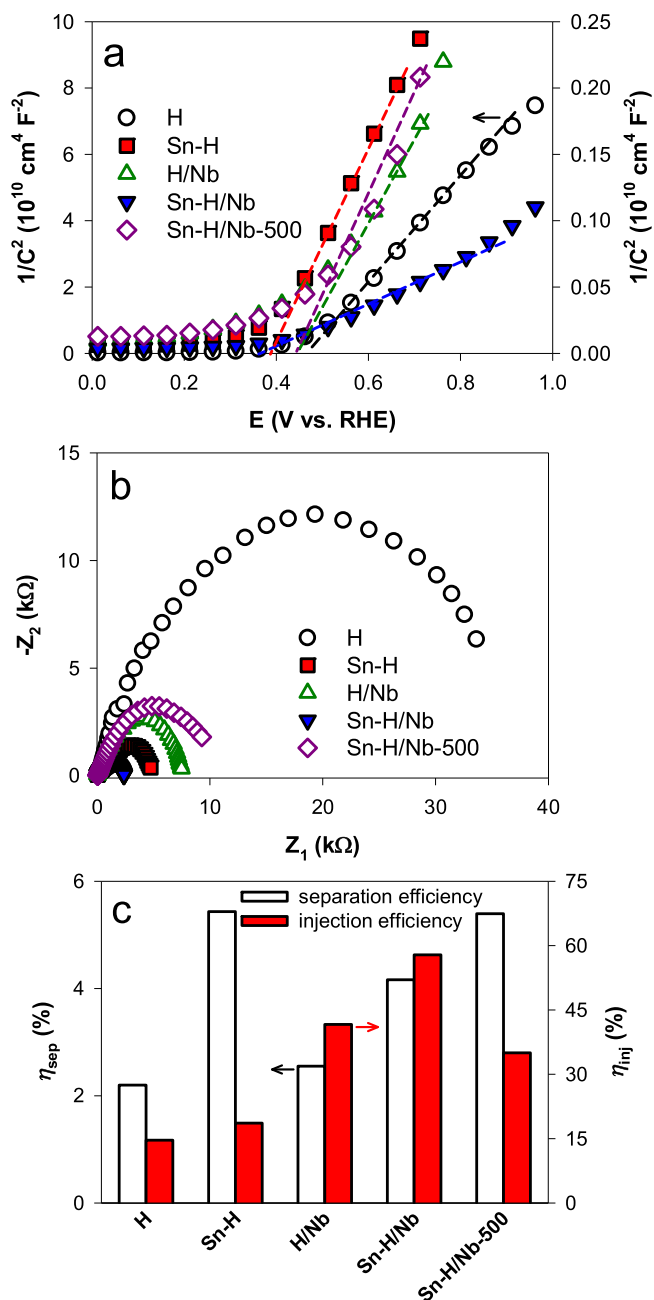 a
10
8
6
4
2
0
1/C² (10¹⁰ cm⁴ F⁻²)
H
Sn-H
H/Nb
Sn-H/Nb
Sn-H/Nb-500
0.25
0.20
0.15
0.10
0.05
0.00
1/C² (10¹⁰ cm⁴ F⁻²)
0.0 0.2 0.4 0.6 0.8 1.0
E (V vs. RHE)
b
15
10
5
0
-Z₂ (kΩ)
H
Sn-H
H/Nb
Sn-H/Nb
Sn-H/Nb-500
0 10 20 30 40
Z₁ (kΩ)
c
6
4
2
0
ηsep (%)
separation efficiency
injection efficiency
75
60
45
30
15
0
ηinj (%)
H
Sn-H
H/Nb
Sn-H/Nb
Sn-H/Nb-500